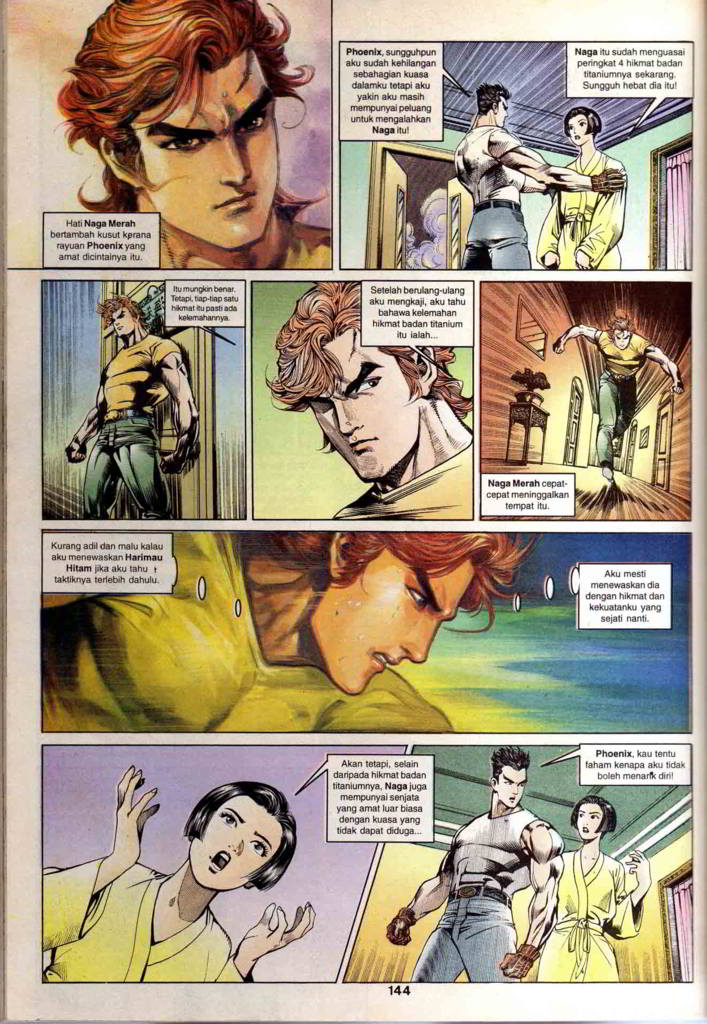 Hati Naga Merah
bertambah kusut kerana
rayuan Phoenix yang
amat dicintainya itu.
Phoenix, sungguhpun
aku sudah kehilangan
sebahagian kuasa
dalamku tetapi aku
yakin aku masih
mempunyai peluang
untuk mengalahkan
Naga itu!
Naga itu sudah menguasai
peringkat 4 hikmat badan
titaniumnya sekarang.
Sungguh hebat dia itu!
Itu mungkin benar.
Tetapi, tiap-tiap satu
hikmat itu pasti ada
kelemahannya.
Setelah berulang-ulang
aku mengkaji, aku tahu
bahawa kelemahan
hikmat badan titanium
itu ialah...
Naga Merah cepat-
cepat meninggalkan
tempat itu.
Kurang adil dan malu kalau
aku menewaskan Harimau
Hitam jika aku tahu
taktiknya terlebih dahulu.
Aku mesti
menewaskan dia
dengan hikmat dan
kekuatanku yang
sejati nanti.
Akan tetapi, selain
daripada hikmat badan
titaniumnya, Naga juga
mempunyai senjata
yang amat luar biasa
dengan kuasa yang
tidak dapat diduga...
Phoenix, kau tentu
faham kenapa aku tidak
boleh menarik diri!
144